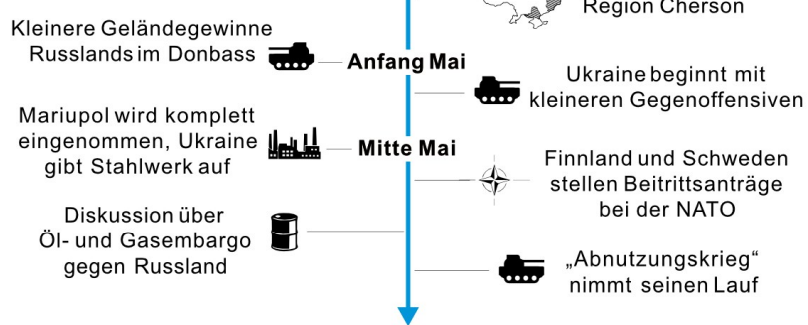 Region Cherson
Kleinere Geländegewinne
Russlands im Donbass
Anfang Mai
Ukraine beginnt mit
kleineren Gegenoffensiven
Mariupol wird komplett
eingenommen, Ukraine
gibt Stahlwerk auf
Mitte Mai
Finnland und Schweden
stellen Beitrittsanträge
bei der NATO
Diskussion über
Öl- und Gasembargo
gegen Russland
„Abnutzungskrieg“
nimmt seinen Lauf